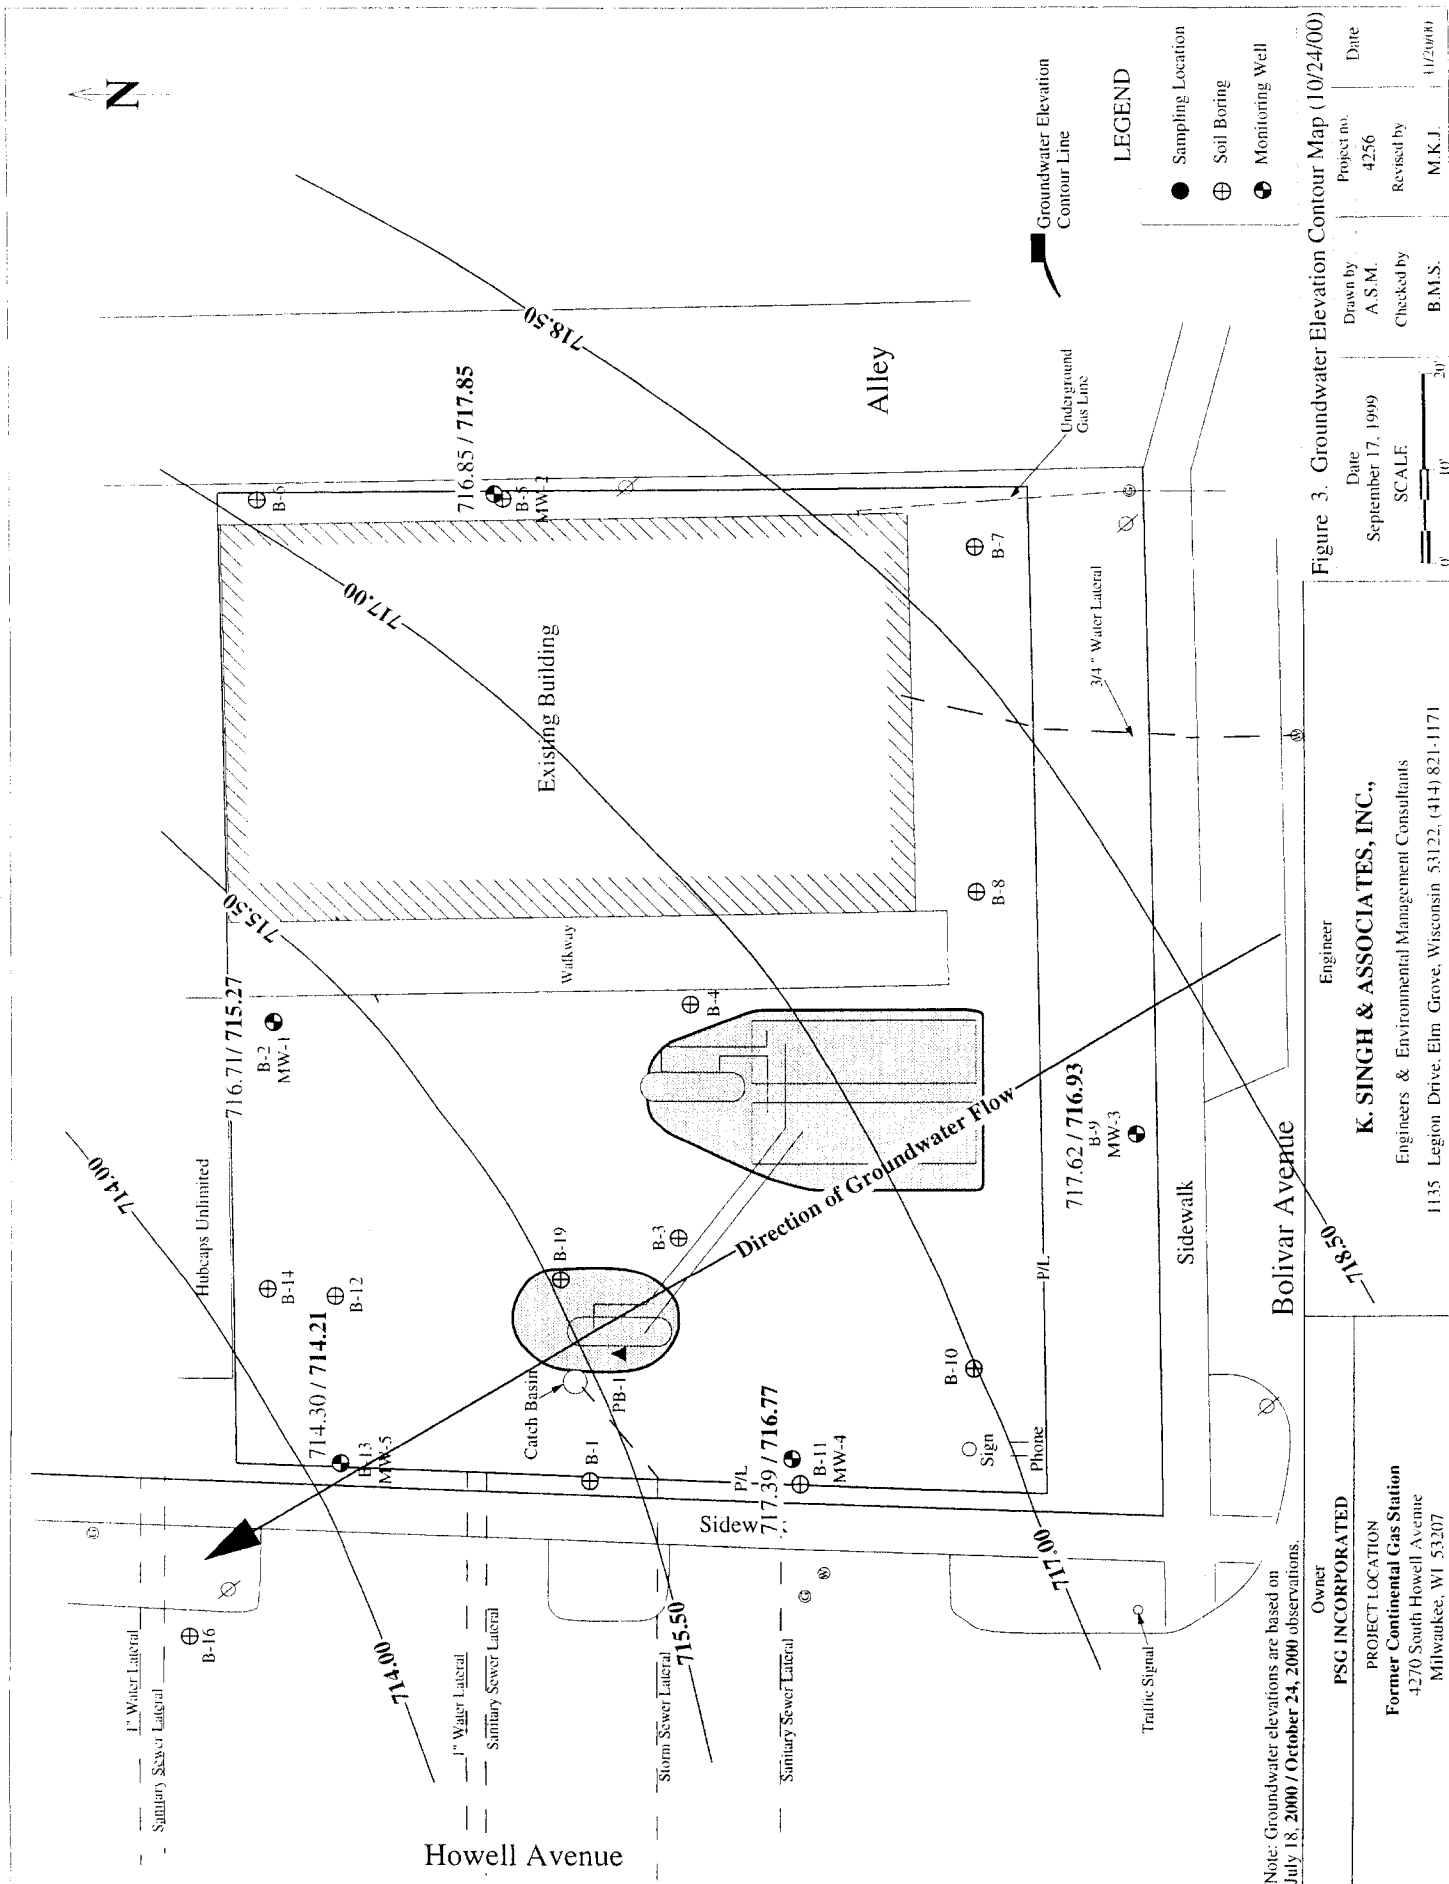 N
Groundwater Elevation
Contour Line
LEGEND
Sampling Location
Soil Boring
Monitoring Well
718.50
717.00
715.50
714.00
Alley
Underground
Gas Line
3/4" Water Lateral
716.85 / 717.85
B-5
MW-2
B-6
B-7
B-8
Existing Building
Walkway
716.71/ 715.27
B-2
MW-1
B-4
Hubcaps Unlimited
B-14
B-12
B-19
B-3
Direction of Groundwater Flow
717.62 / 716.93
B-9
MW-3
714.30 / 714.21
B-13
MW-5
Catch Basin
PB-1
B-1
P/L
717.39 / 716.77
B-11
MW-4
B-10
Sign
Phone
P/L
Sidewalk
Bolivar Avenue
718.50
Sidew
717.00
715.50
714.00
G
W
G
W
G
B-16
1" Water Lateral
Sanitary Sewer Lateral
1" Water Lateral
Sanitary Sewer Lateral
Storm Sewer Lateral
Sanitary Sewer Lateral
Traffic Signal
Howell Avenue
Note: Groundwater elevations are based on
July 18, 2000 / October 24, 2000 observations.
Owner
PSG INCORPORATED
PROJECT LOCATION
Former Continental Gas Station
4270 South Howell Avenue
Milwaukee, WI 53207
Engineer
K. SINGH & ASSOCIATES, INC.,
Engineers & Environmental Management Consultants
1135 Legion Drive, Elm Grove, Wisconsin 53122, (414) 821-1171
Figure 3. Groundwater Elevation Contour Map (10/24/00)
Date
September 17, 1999
SCALE
0' 10' 20'
Drawn by
A.S.M.
Checked by
B.M.S.
Project no.
4256
Revised by
M.K.J.
Date
11/20/00